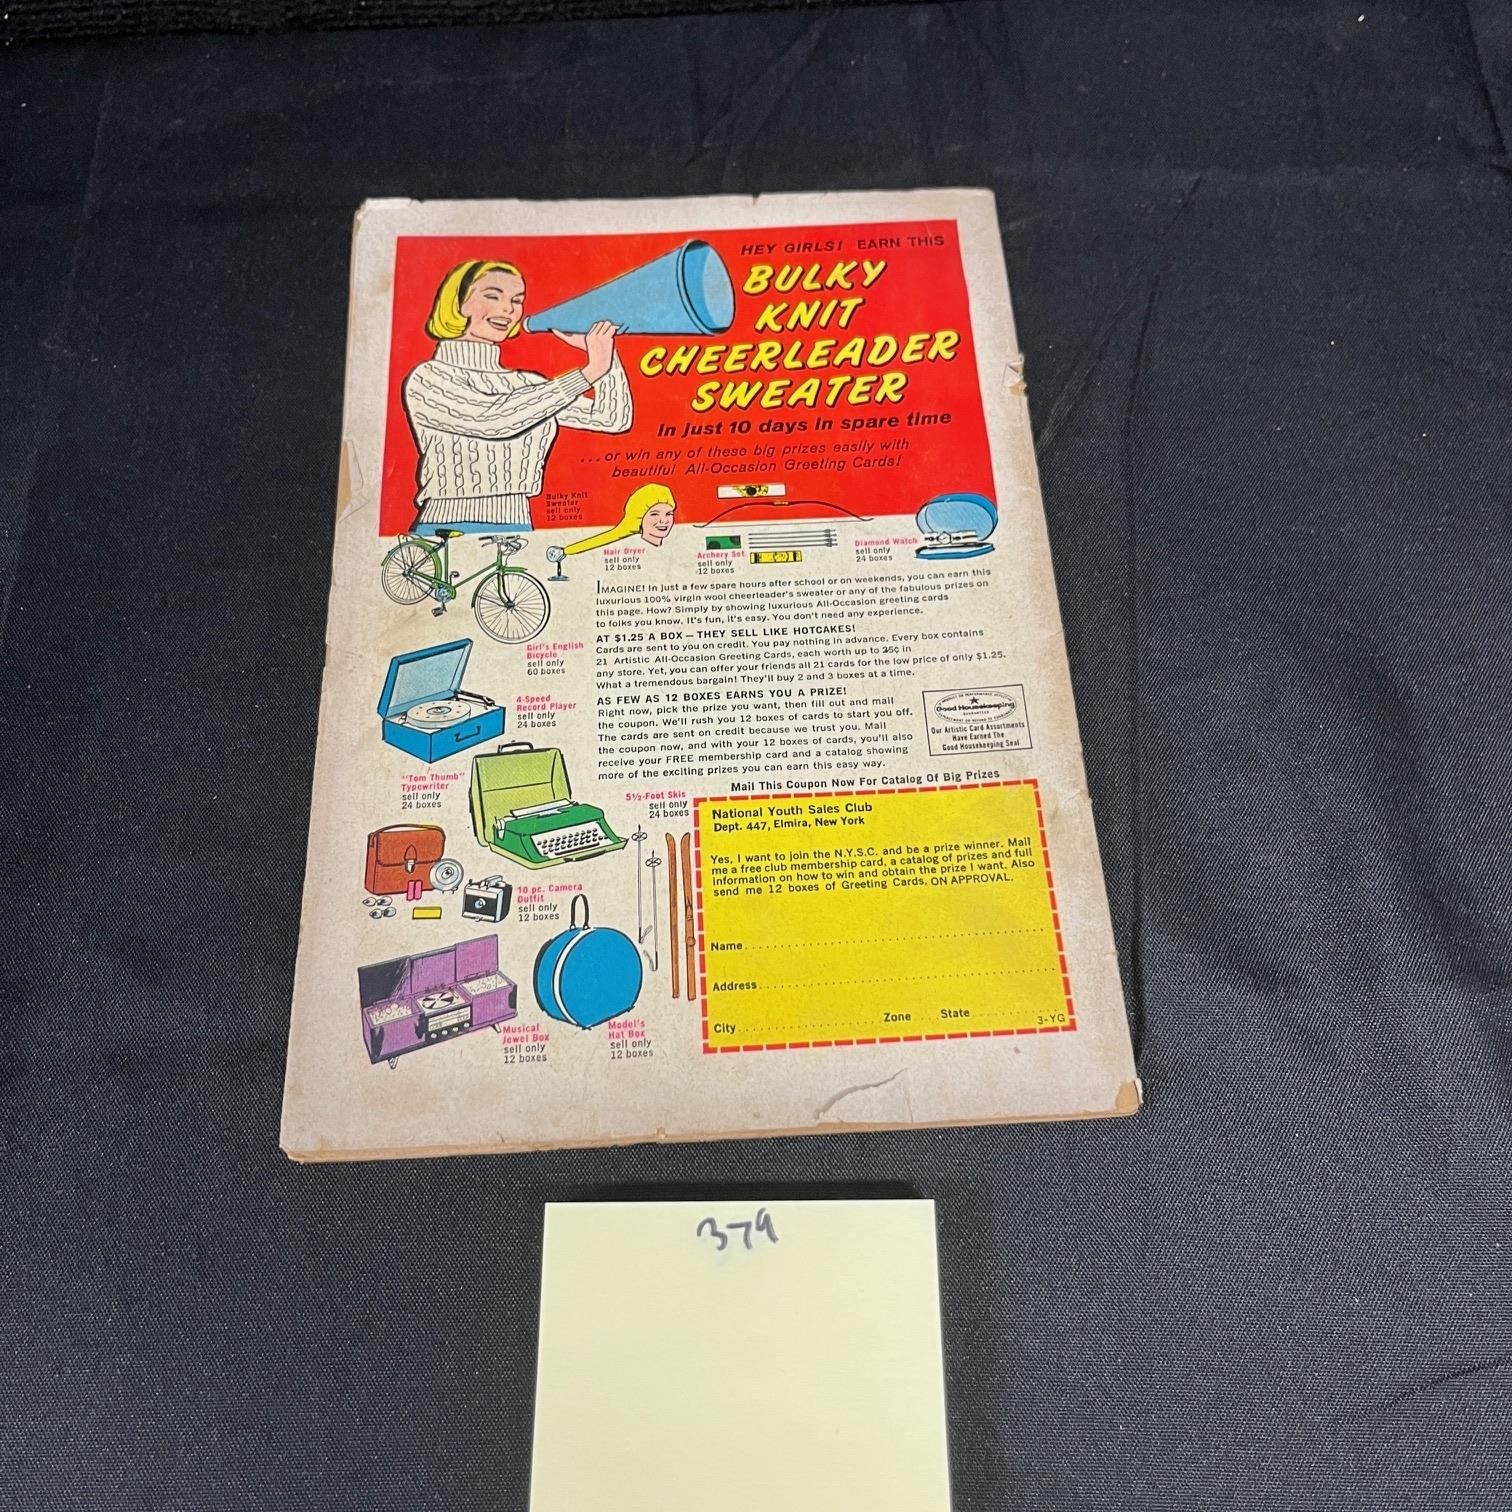 HEY GIRLS! EARN THIS
BULKY
KNIT
CHEERLEADER
SWEATER
In just 10 days in spare time
...or win any of these big prizes easily with
beautiful All-Occasion Greeting Cards!
Bulky Knit
Sweater
sell only
12 boxes
Hair Dryer
sell only
12 boxes
Archery Set
sell only
12 boxes
Diamond Watch
sell only
24 boxes
IMAGINE! In just a few spare hours after school or on weekends, you can earn this
luxurious 100% virgin wool cheerleader's sweater or any of the fabulous prizes on
this page. How? Simply by showing luxurious All-Occasion greeting cards
to folks you know. It's fun, it's easy. You don't need any experience.
AT $1.25 A BOX — THEY SELL LIKE HOTCAKES!
Cards are sent to you on credit. You pay nothing in advance. Every box contains
21 Artistic All-Occasion Greeting Cards, each worth up to 35¢ in
any store. Yet, you can offer your friends all 21 cards for the low price of only $1.25.
What a tremendous bargain! They'll buy 2 and 3 boxes at a time.
AS FEW AS 12 BOXES EARNS YOU A PRIZE!
Right now, pick the prize you want, then fill out and mail
the coupon. We'll rush you 12 boxes of cards to start you off.
The cards are sent on credit because we trust you. Mail
the coupon now, and with your 12 boxes of cards, you'll also
receive your FREE membership card and a catalog showing
more of the exciting prizes you can earn this easy way.
Good Housekeeping
GUARANTEES
Our Artistic Card Assortments
Have Earned The
Good Housekeeping Seal
Girl's English
Bicycle
sell only
60 boxes
4-Speed
Record Player
sell only
24 boxes
"Tom Thumb"
Typewriter
sell only
24 boxes
5½-Foot Skis
sell only
24 boxes
10 pc. Camera
Outfit
sell only
12 boxes
Musical
Jewel Box
sell only
12 boxes
Model's
Hat Box
sell only
12 boxes
Mail This Coupon Now For Catalog Of Big Prizes
National Youth Sales Club
Dept. 447, Elmira, New York
Yes, I want to join the N.Y.S.C. and be a prize winner. Mail
me a free club membership card, a catalog of prizes and full
information on how to win and obtain the prize I want. Also
send me 12 boxes of Greeting Cards, ON APPROVAL.
Name
Address
City Zone State
3-YG
379